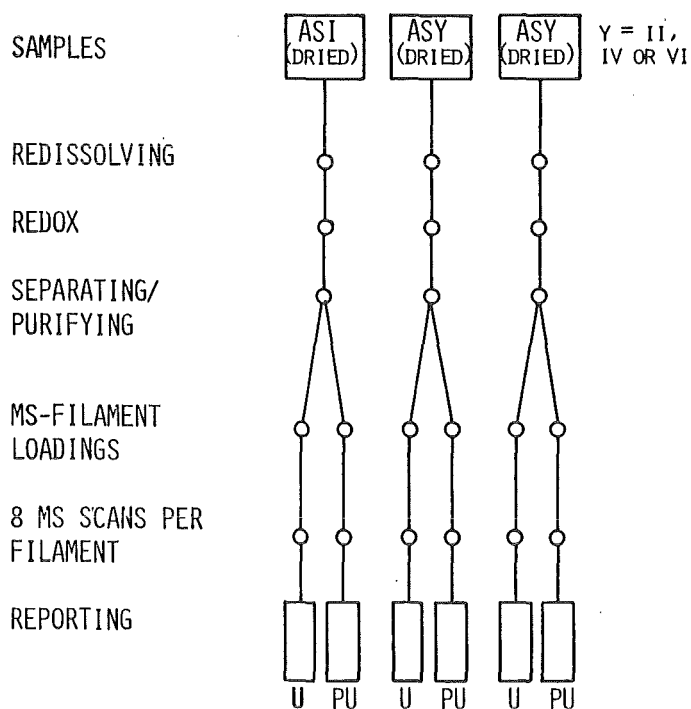 SAMPLES
ASI
(DRIED)
ASY
(DRIED)
ASY
(DRIED)
Y = II,
IV OR VI
REDISSOLVING
REDOX
SEPARATING/
PURIFYING
MS-FILAMENT
LOADINGS
8 MS SCANS PER
FILAMENT
REPORTING
U PU U PU U PU